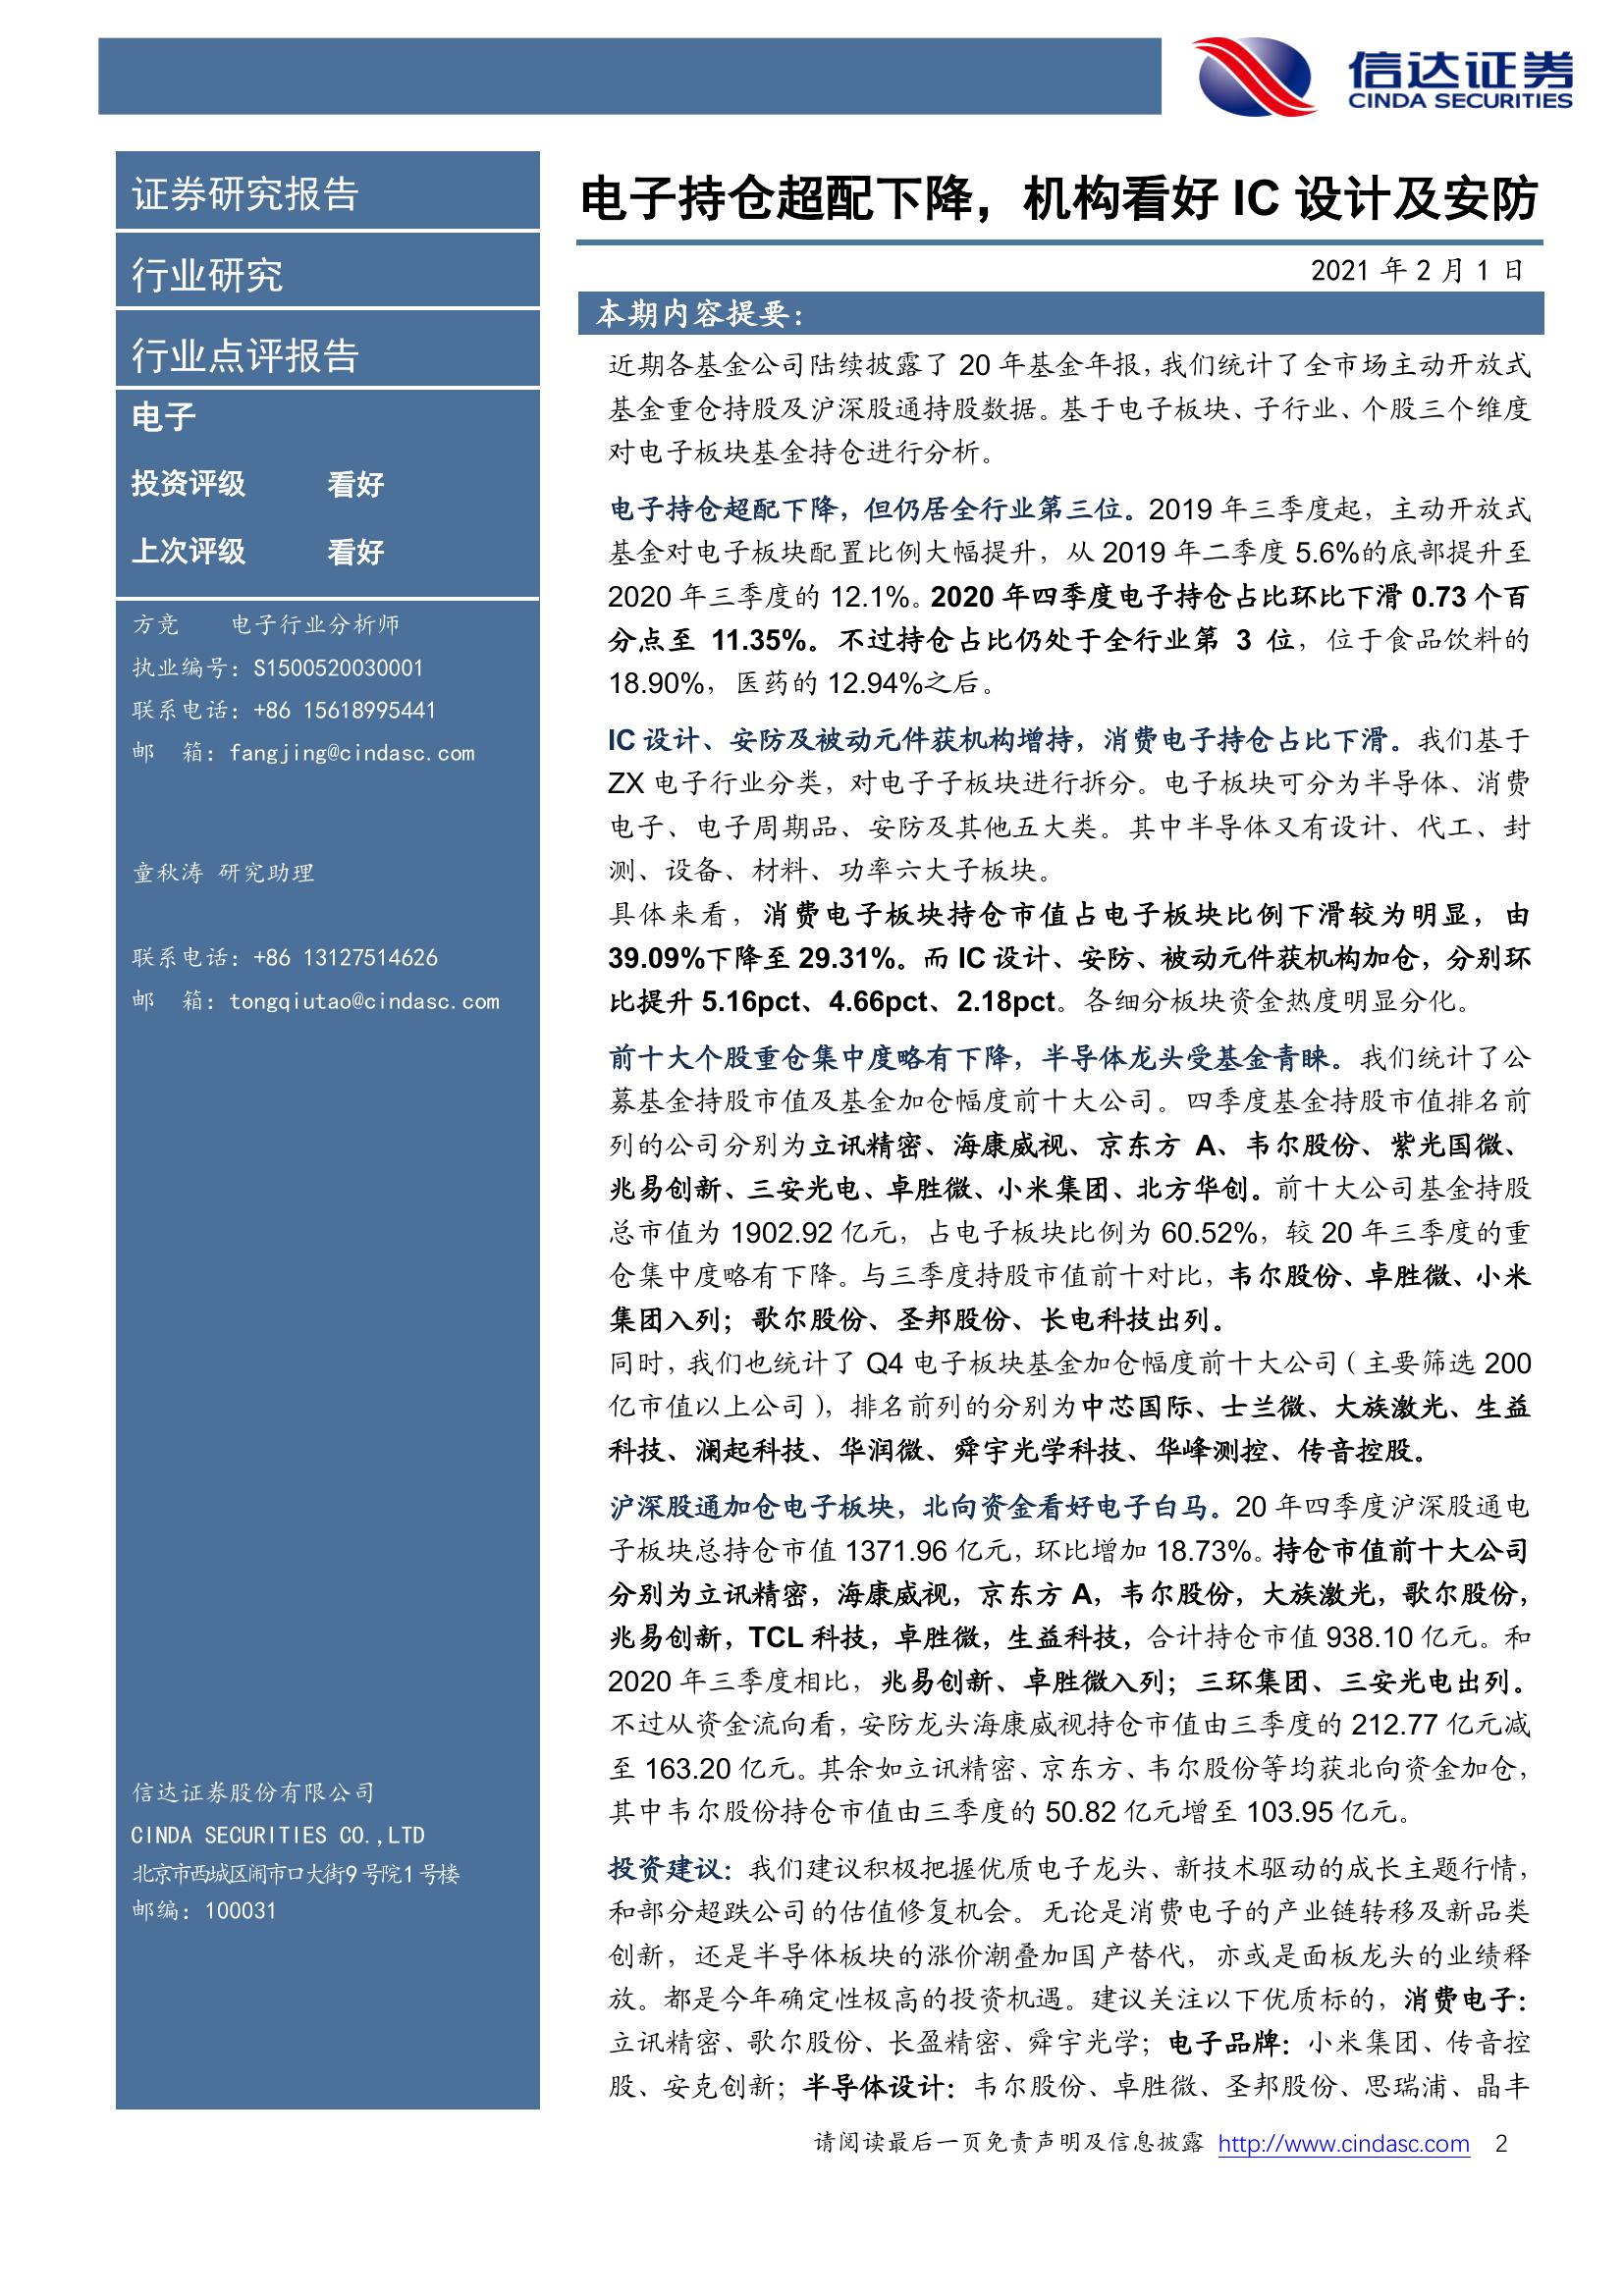 信达证券
CINDA SECURITIES
证券研究报告
行业研究
行业点评报告
电子
投资评级 看好
上次评级 看好
方竞 电子行业分析师
执业编号：S1500520030001
联系电话：+86 15618995441
邮 箱：fangjing@cindasc.com
童秋涛 研究助理
联系电话：+86 13127514626
邮 箱：tongqiutao@cindasc.com
信达证券股份有限公司
CINDA SECURITIES CO.,LTD
北京市西城区闹市口大街9号院1号楼
邮编：100031
电子持仓超配下降，机构看好 IC 设计及安防
2021 年 2 月 1 日
本期内容提要：
近期各基金公司陆续披露了 20 年基金年报，我们统计了全市场主动开放式
基金重仓持股及沪深股通持股数据。基于电子板块、子行业、个股三个维度
对电子板块基金持仓进行分析。
电子持仓超配下降，但仍居全行业第三位。2019 年三季度起，主动开放式
基金对电子板块配置比例大幅提升，从 2019 年二季度 5.6%的底部提升至
2020 年三季度的 12.1%。2020 年四季度电子持仓占比环比下滑 0.73 个百
分点至 11.35%。不过持仓占比仍处于全行业第 3 位，位于食品饮料的
18.90%，医药的 12.94%之后。
IC 设计、安防及被动元件获机构增持，消费电子持仓占比下滑。我们基于
ZX 电子行业分类，对电子子板块进行拆分。电子板块可分为半导体、消费
电子、电子周期品、安防及其他五大类。其中半导体又有设计、代工、封
测、设备、材料、功率六大子板块。
具体来看，消费电子板块持仓市值占电子板块比例下滑较为明显，由
39.09%下降至 29.31%。而 IC 设计、安防、被动元件获机构加仓，分别环
比提升 5.16pct、4.66pct、2.18pct。各细分板块资金热度明显分化。
前十大个股重仓集中度略有下降，半导体龙头受基金青睐。我们统计了公
募基金持股市值及基金加仓幅度前十大公司。四季度基金持股市值排名前
列的公司分别为立讯精密、海康威视、京东方 A、韦尔股份、紫光国微、
兆易创新、三安光电、卓胜微、小米集团、北方华创。前十大公司基金持股
总市值为 1902.92 亿元，占电子板块比例为 60.52%，较 20 年三季度的重
仓集中度略有下降。与三季度持股市值前十对比，韦尔股份、卓胜微、小米
集团入列；歌尔股份、圣邦股份、长电科技出列。
同时，我们也统计了 Q4 电子板块基金加仓幅度前十大公司（主要筛选 200
亿市值以上公司），排名前列的分别为中芯国际、士兰微、大族激光、生益
科技、澜起科技、华润微、舜宇光学科技、华峰测控、传音控股。
沪深股通加仓电子板块，北向资金看好电子白马。20 年四季度沪深股通电
子板块总持仓市值 1371.96 亿元，环比增加 18.73%。持仓市值前十大公司
分别为立讯精密，海康威视，京东方 A，韦尔股份，大族激光，歌尔股份，
兆易创新，TCL 科技，卓胜微，生益科技，合计持仓市值 938.10 亿元。和
2020 年三季度相比，兆易创新、卓胜微入列；三环集团、三安光电出列。
不过从资金流向看，安防龙头海康威视持仓市值由三季度的 212.77 亿元减
至 163.20 亿元。其余如立讯精密、京东方、韦尔股份等均获北向资金加仓，
其中韦尔股份持仓市值由三季度的 50.82 亿元增至 103.95 亿元。
投资建议：我们建议积极把握优质电子龙头、新技术驱动的成长主题行情，
和部分超跌公司的估值修复机会。无论是消费电子的产业链转移及新品类
创新，还是半导体板块的涨价潮叠加国产替代，亦或是面板龙头的业绩释
放。都是今年确定性极高的投资机遇。建议关注以下优质标的，消费电子：
立讯精密、歌尔股份、长盈精密、舜宇光学；电子品牌：小米集团、传音控
股、安克创新；半导体设计：韦尔股份、卓胜微、圣邦股份、思瑞浦、晶丰
请阅读最后一页免责声明及信息披露 http://www.cindasc.com 2